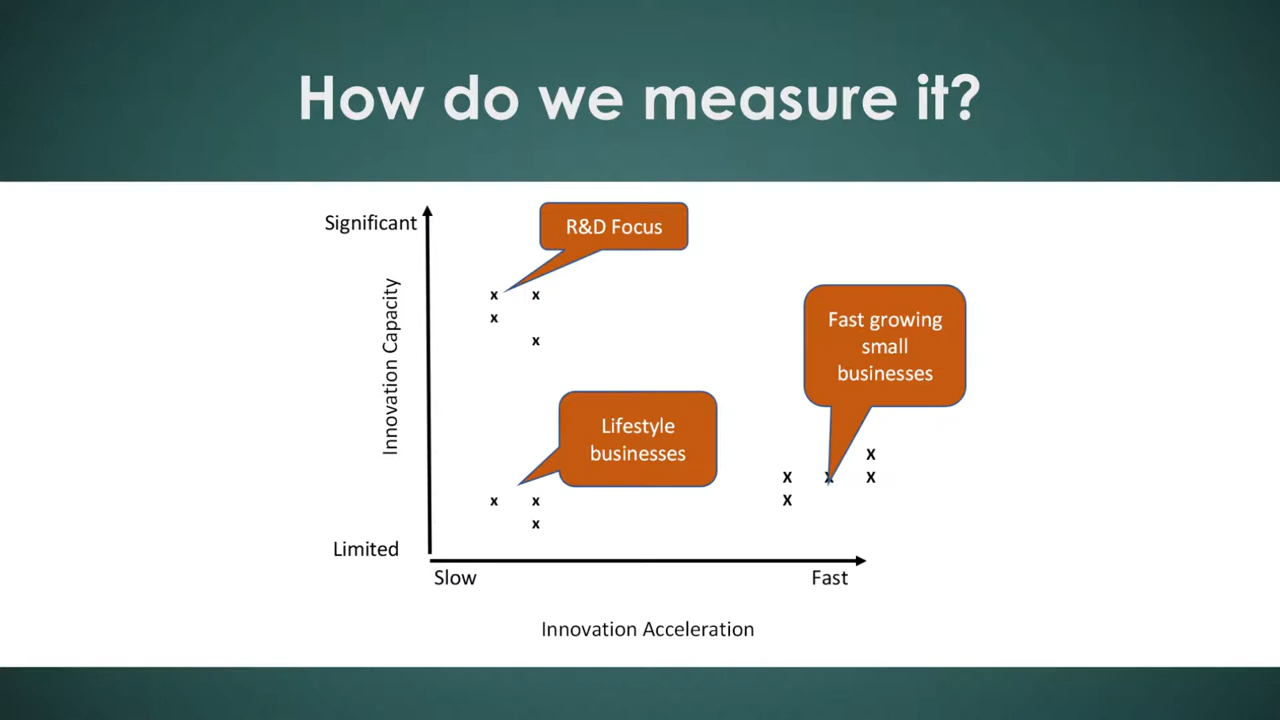 How do we measure it?
Significant
R&D Focus
Innovation Capacity
x x
x
x
Fast growing
small
businesses
Lifestyle
businesses
x
x x x
x
x x
x
Limited
Slow
Fast
Innovation Acceleration